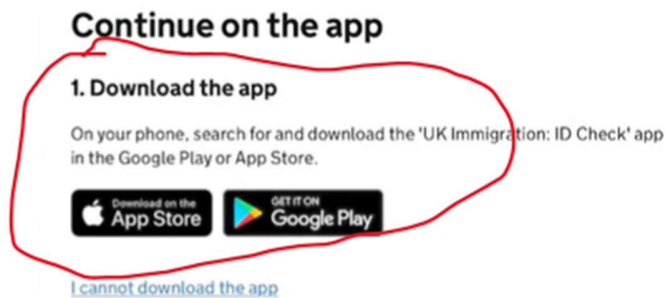 Continue on the app
1. Download the app
On your phone, search for and download the 'UK Immigration: ID Check' app
in the Google Play or App Store.
Download on the
App Store
GET IT ON
Google Play
I cannot download the app